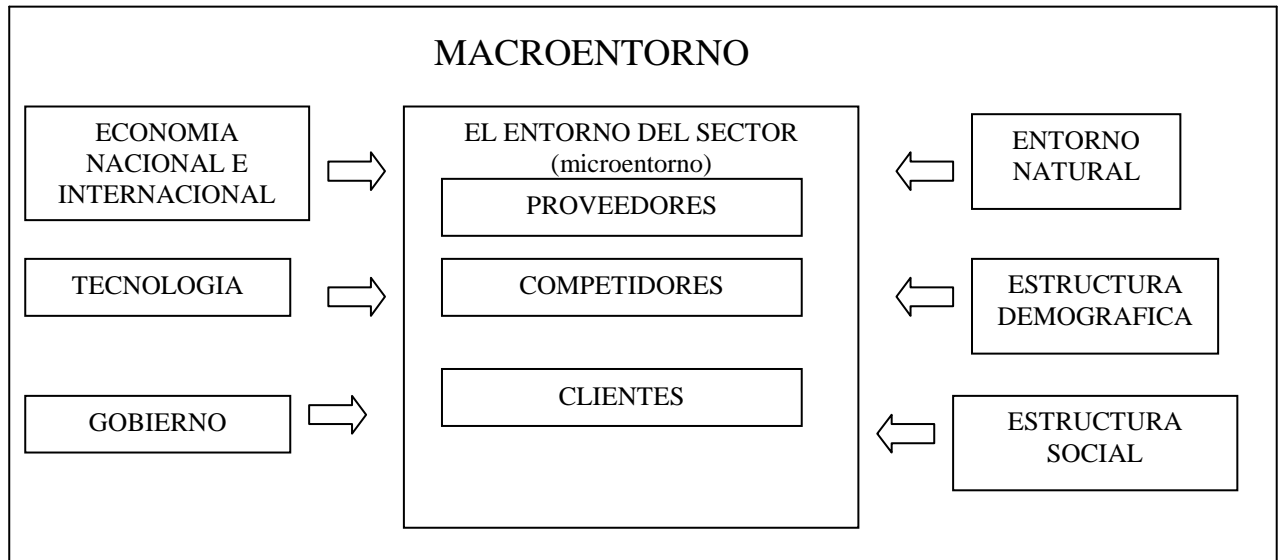 MACROENTORNO
ECONOMIA
NACIONAL E
INTERNACIONAL
TECNOLOGIA
GOBIERNO
EL ENTORNO DEL SECTOR
(microentorno)
PROVEEDORES
COMPETIDORES
CLIENTES
ENTORNO
NATURAL
ESTRUCTURA
DEMOGRAFICA
ESTRUCTURA
SOCIAL